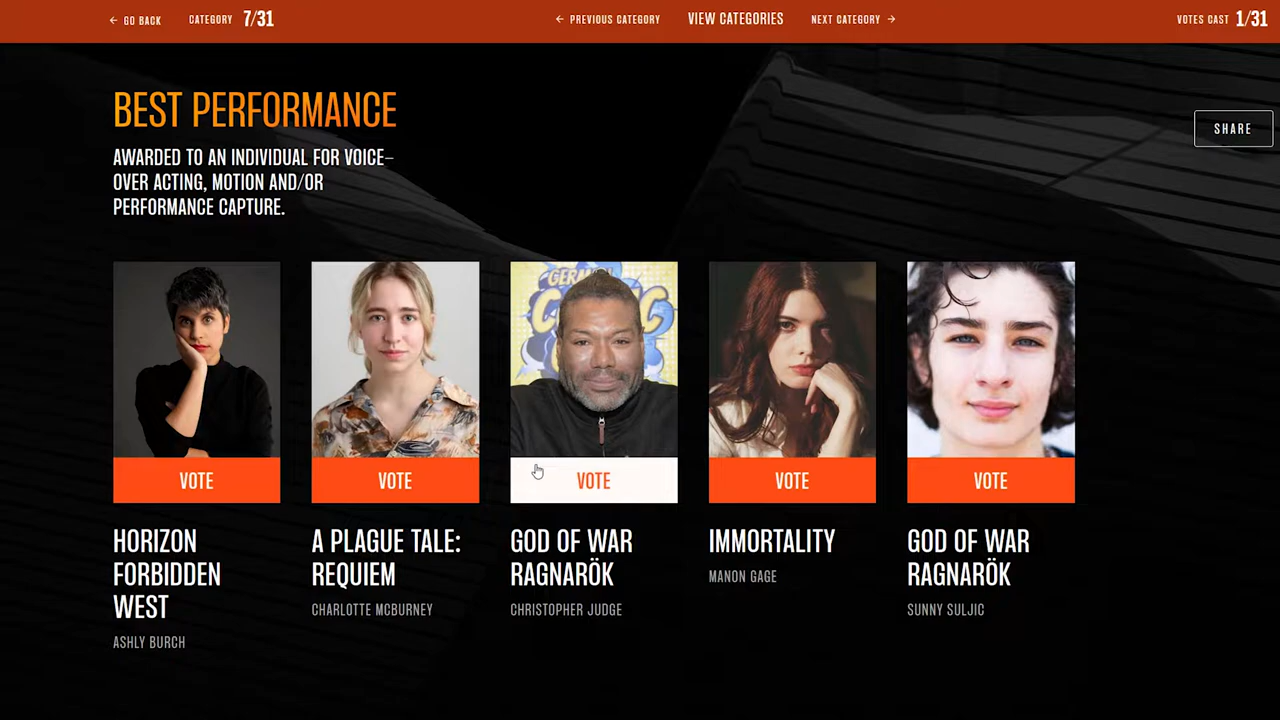 ← GO BACK
CATEGORY 7/31
← PREVIOUS CATEGORY
VIEW CATEGORIES
NEXT CATEGORY →
VOTES CAST 1/31
BEST PERFORMANCE
SHARE
AWARDED TO AN INDIVIDUAL FOR VOICE-
OVER ACTING, MOTION AND/OR
PERFORMANCE CAPTURE.
VOTE
HORIZON
FORBIDDEN
WEST
ASHLY BURCH
VOTE
A PLAGUE TALE:
REQUIEM
CHARLOTTE MCBURNEY
VOTE
GOD OF WAR
RAGNARÖK
CHRISTOPHER JUDGE
VOTE
IMMORTALITY
MANON GAGE
VOTE
GOD OF WAR
RAGNARÖK
SUNNY SULJIC